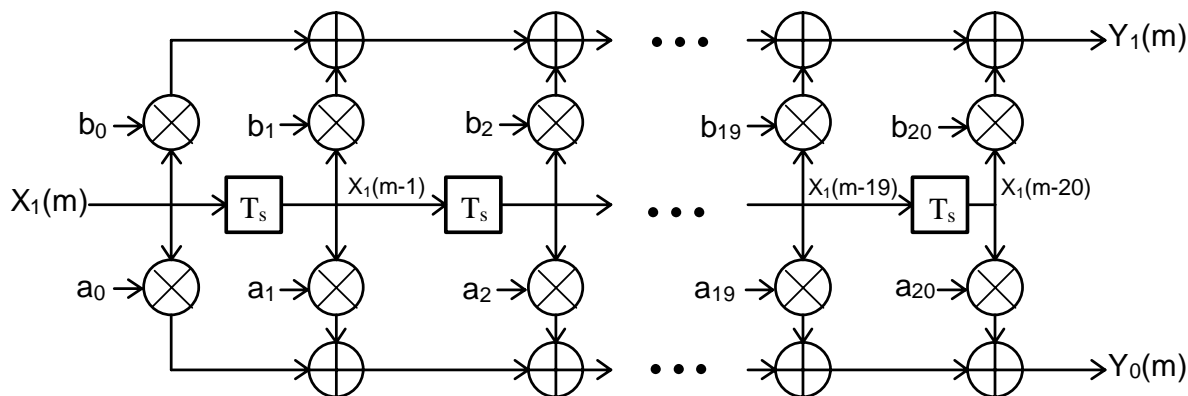 Y₁(m)
b₀ b₁ b₂ b₁₉ b₂₀
X₁(m) Tₛ X₁(m-1) Tₛ X₁(m-19) Tₛ X₁(m-20)
a₀ a₁ a₂ a₁₉ a₂₀
Y₀(m)